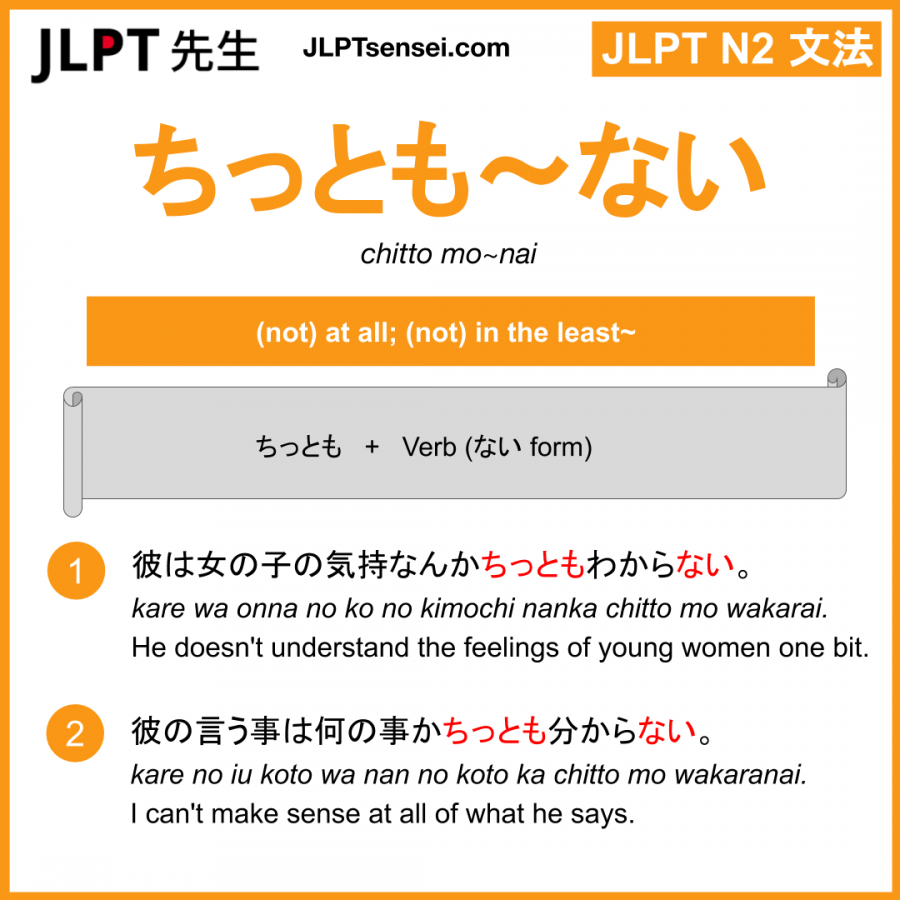 JLPT 先生
JLPTsensei.com
JLPT N2 文法
ちっとも～ない
chitto mo~nai
(not) at all; (not) in the least~
ちっとも + Verb (ない form)
1
彼は女の子の気持なんかちっともわからない。
kare wa onna no ko no kimochi nanka chitto mo wakarai.
He doesn't understand the feelings of young women one bit.
2
彼の言う事は何の事かちっとも分からない。
kare no iu koto wa nan no koto ka chitto mo wakaranai.
I can't make sense at all of what he says.